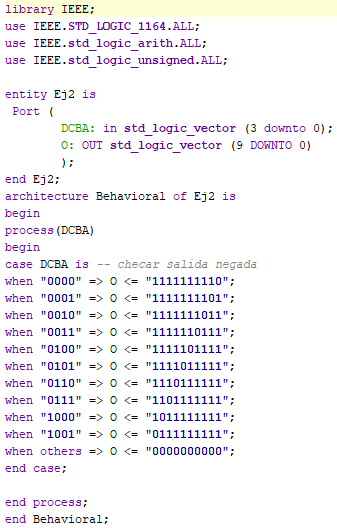 library IEEE;
use IEEE.STD_LOGIC_1164.ALL;
use IEEE.std_logic_arith.ALL;
use IEEE.std_logic_unsigned.ALL;
entity Ej2 is
Port (
DCBA: in std_logic_vector (3 downto 0);
O: OUT std_logic_vector (9 DOWNTO 0)
);
end Ej2;
architecture Behavioral of Ej2 is
begin
process(DCBA)
begin
case DCBA is -- checar salida negada
when "0000" => O <= "1111111110";
when "0001" => O <= "1111111101";
when "0010" => O <= "1111111011";
when "0011" => O <= "1111110111";
when "0100" => O <= "1111101111";
when "0101" => O <= "1111011111";
when "0110" => O <= "1110111111";
when "0111" => O <= "1101111111";
when "1000" => O <= "1011111111";
when "1001" => O <= "0111111111";
when others => O <= "0000000000";
end case;
end process;
end Behavioral;